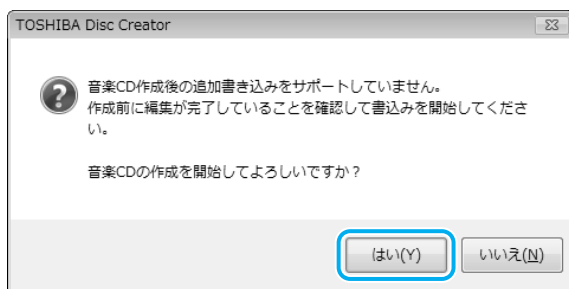 TOSHIBA Disc Creator
音楽CD作成後の追加書き込みをサポートしていません。
作成前に編集が完了していることを確認して書込みを開始してくださ
い。
音楽CDの作成を開始してよろしいですか？
はい(Y) いいえ(N)